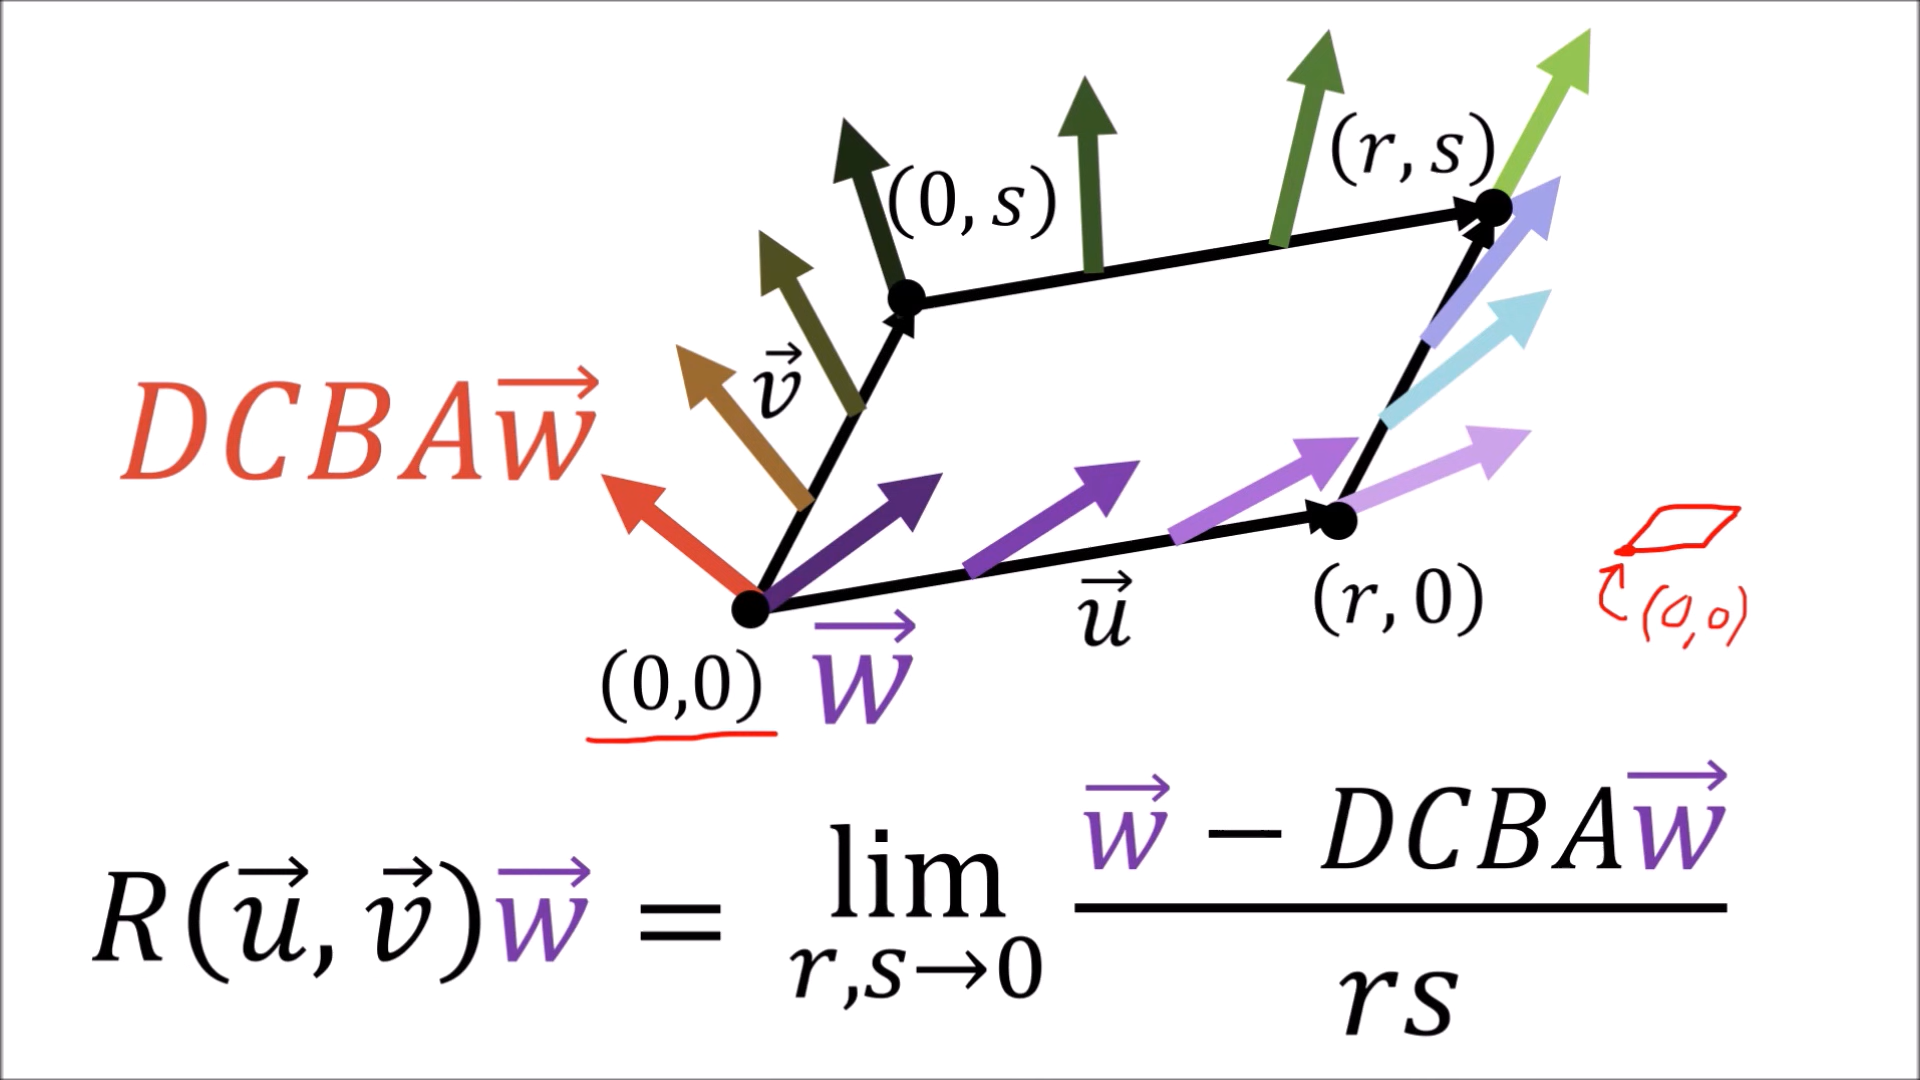 (r, s)
(0, s)
v⃗
DCBAw⃗
(r, 0)
u⃗
(0,0)
(0,0)
w⃗
R(u⃗, v⃗)w⃗ = lim r,s→0 (w⃗ − DCBAw⃗) / rs